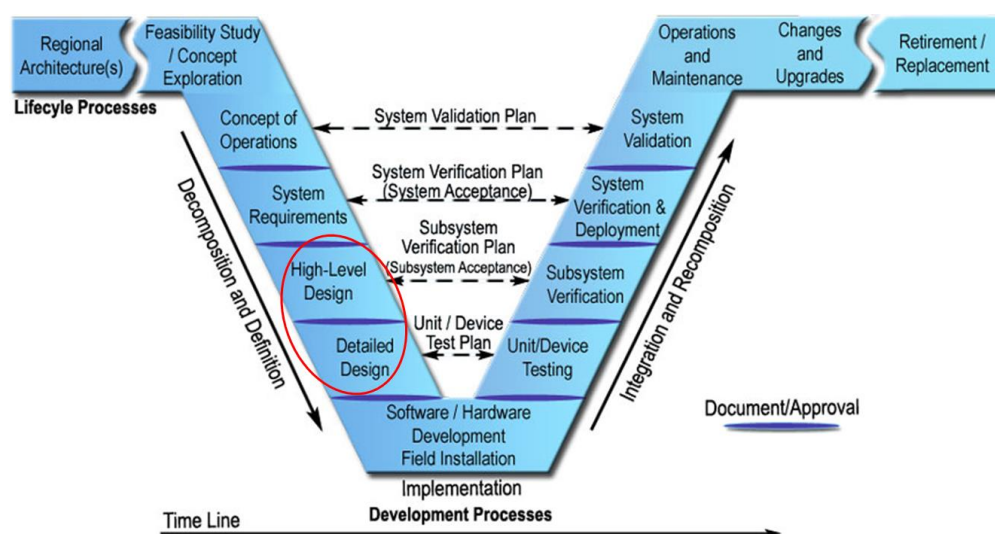 Regional
Architecture(s)
Feasibility Study
/ Concept
Exploration
Operations
and
Maintenance
Changes
and
Upgrades
Retirement /
Replacement
Lifecyle Processes
Concept of
Operations
System Validation Plan
System
Validation
Decomposition and Definition
System
Requirements
System Verification Plan
(System Acceptance)
System
Verification &
Deployment
Integration and Recomposition
High-Level
Design
Subsystem
Verification Plan
(Subsystem Acceptance)
Subsystem
Verification
Detailed
Design
Unit / Device
Test Plan
Unit/Device
Testing
Software / Hardware
Development
Field Installation
Document/Approval
Implementation
Time Line
Development Processes